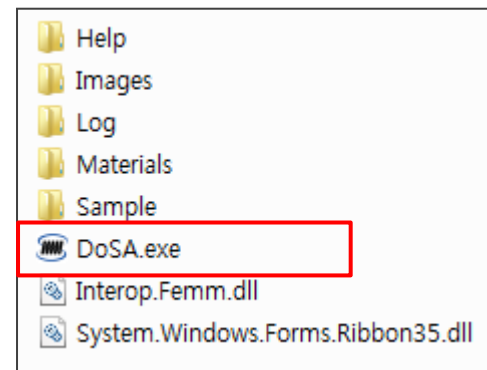 Help
Images
Log
Materials
Sample
DoSA.exe
Interop.Femm.dll
System.Windows.Forms.Ribbon35.dll